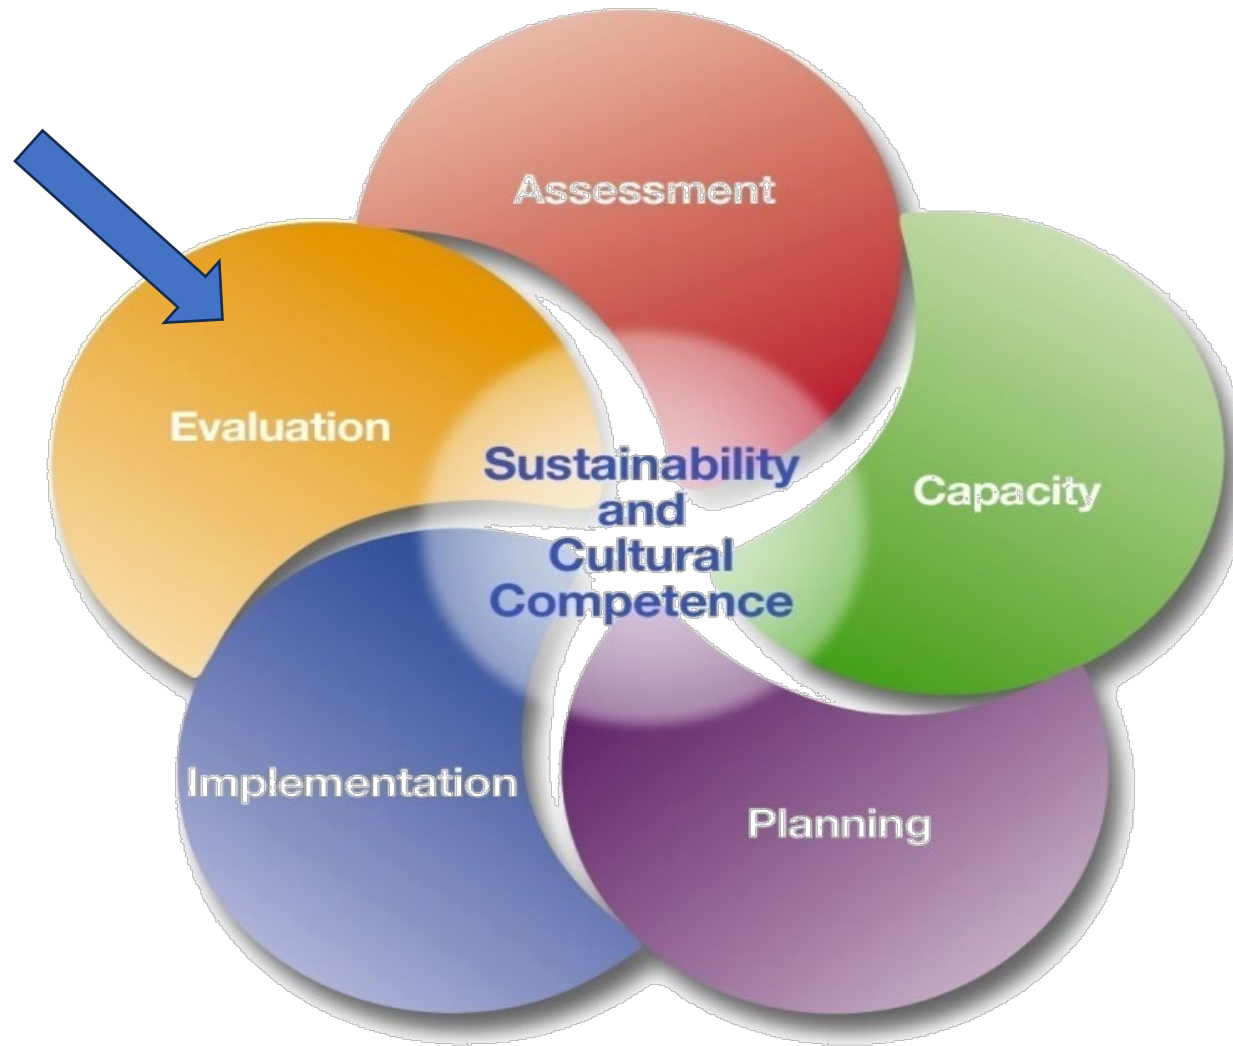 Assessment
Evaluation
Capacity
Sustainability
and
Cultural
Competence
Implementation
Planning